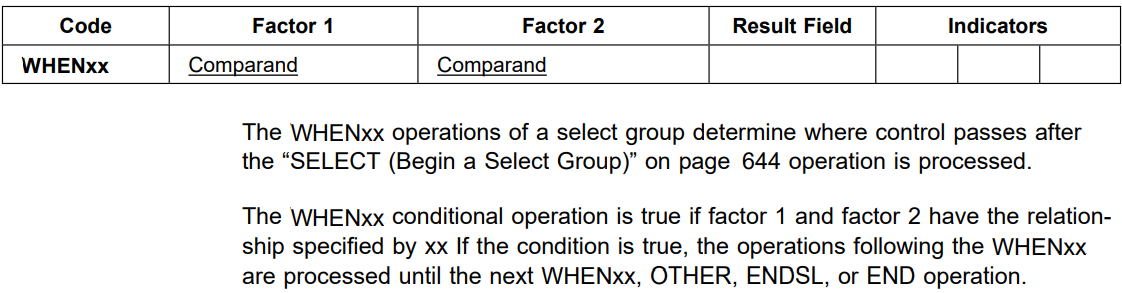 Code Factor 1 Factor 2 Result Field Indicators
WHENxx Comparand Comparand
The WHENxx operations of a select group determine where control passes after
the “SELECT (Begin a Select Group)” on page 644 operation is processed.
The WHENxx conditional operation is true if factor 1 and factor 2 have the relation-
ship specified by xx If the condition is true, the operations following the WHENxx
are processed until the next WHENxx, OTHER, ENDSL, or END operation.